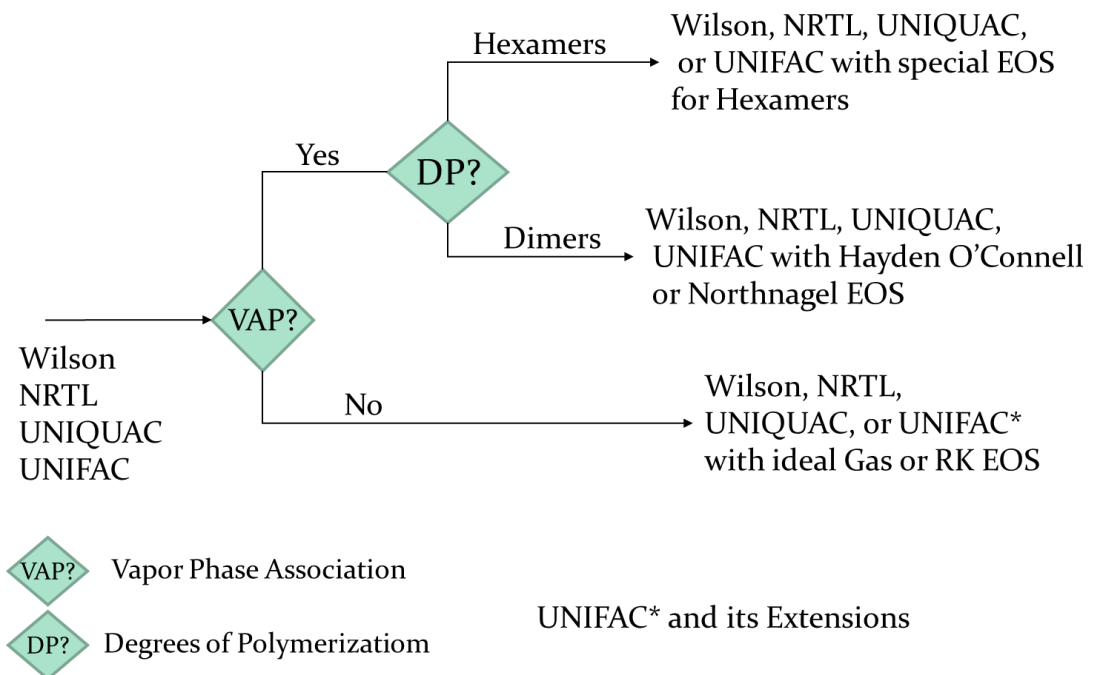 Hexamers
Wilson, NRTL, UNIQUAC,
or UNIFAC with special EOS
for Hexamers
Yes
DP?
Dimers
Wilson, NRTL, UNIQUAC,
UNIFAC with Hayden O'Connell
or Northnagel EOS
VAP?
Wilson
NRTL
UNIQUAC
UNIFAC
No
Wilson, NRTL,
UNIQUAC, or UNIFAC*
with ideal Gas or RK EOS
VAP?
Vapor Phase Association
DP?
Degrees of Polymerizatiom
UNIFAC* and its Extensions